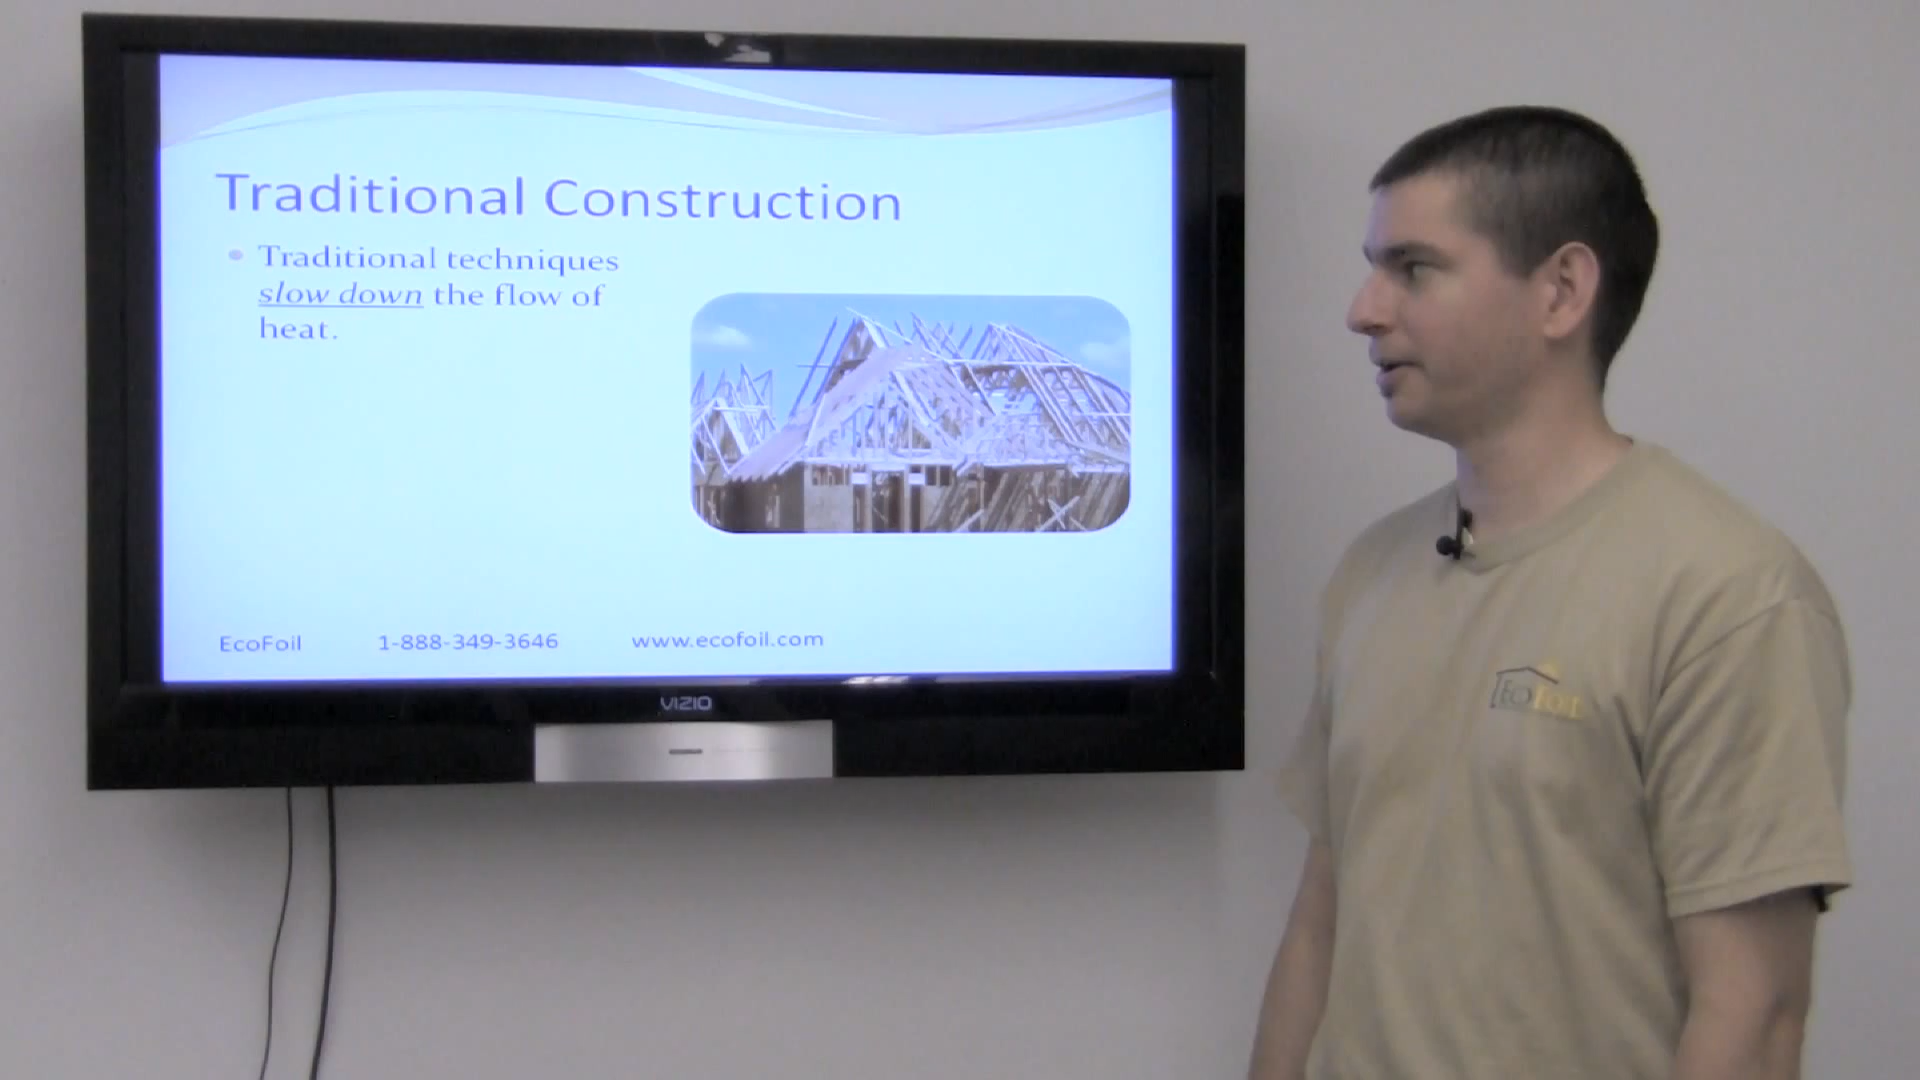 Traditional Construction
Traditional techniques
slow down the flow of
heat.
EcoFoil 1-888-349-3646 www.ecofoil.com
VIZIO
ECOFOIL